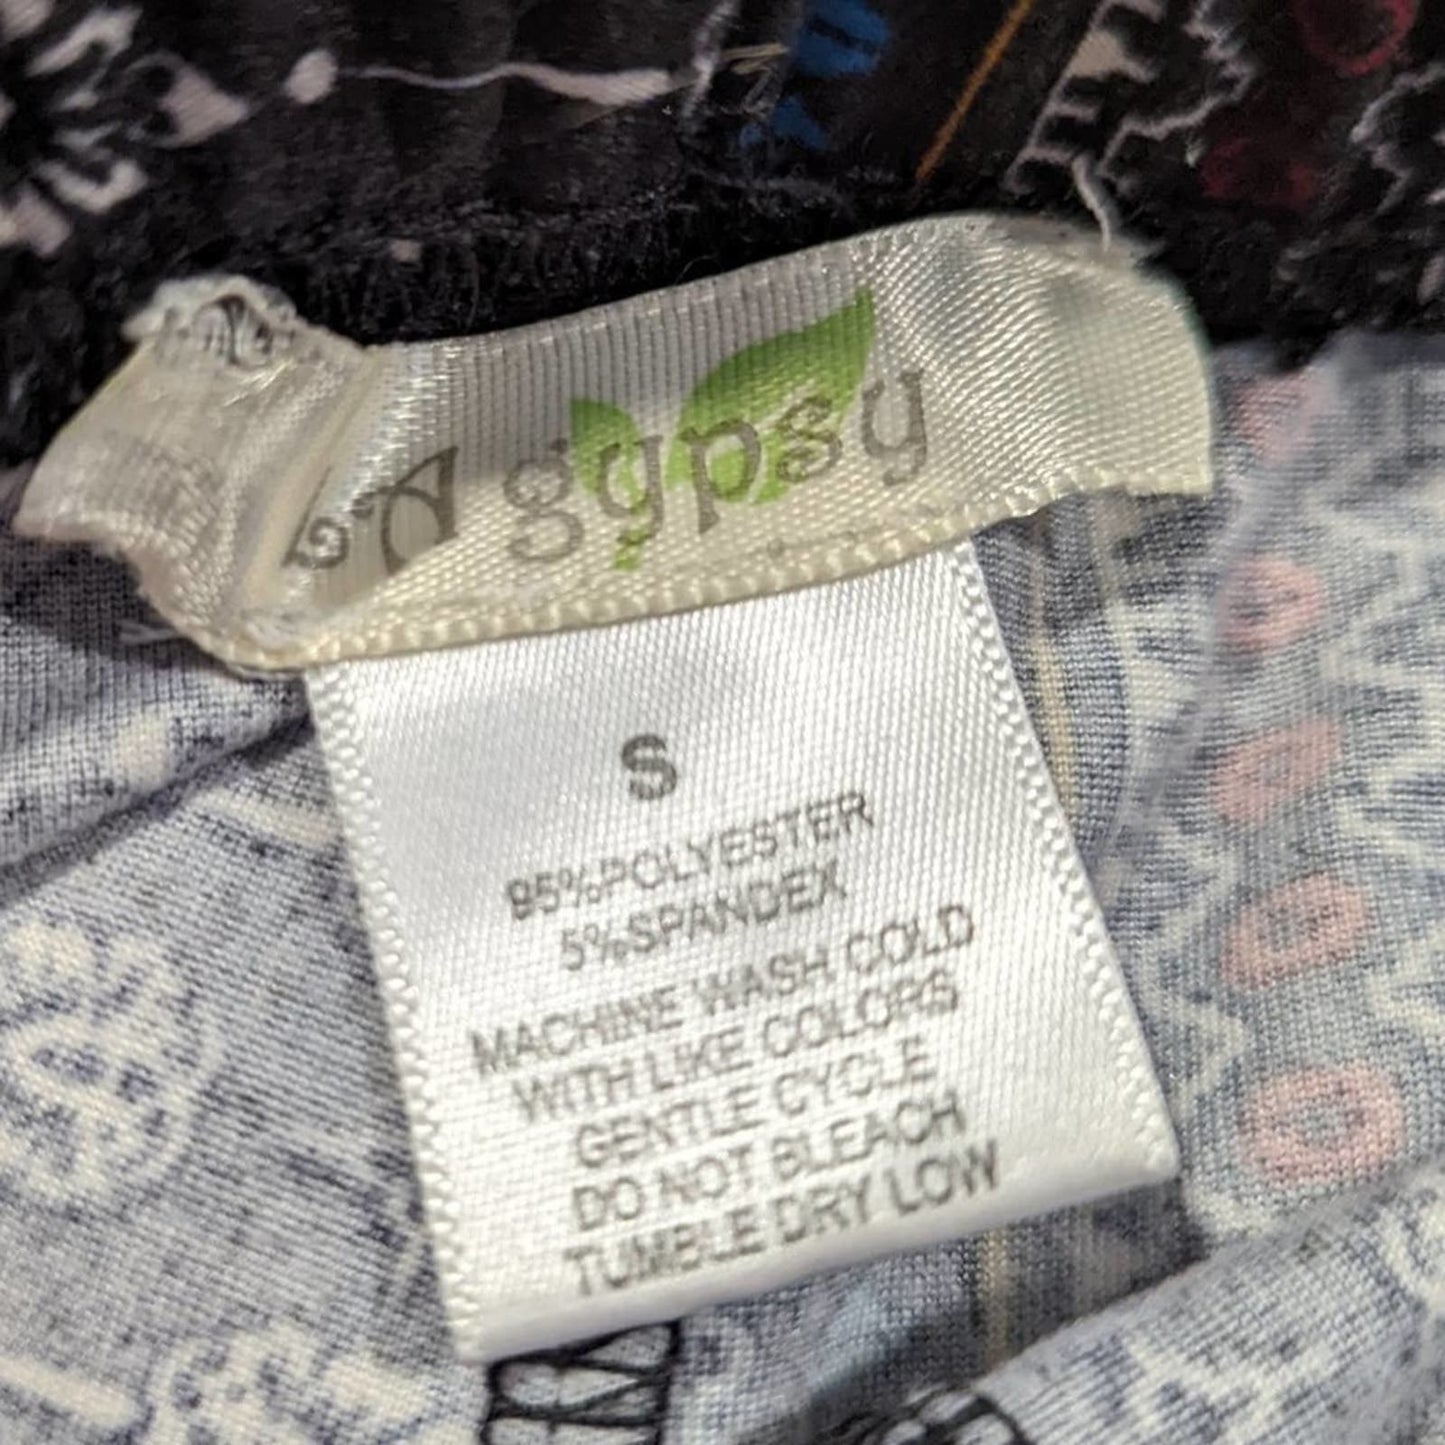 LA gypsy
S
95%POLYESTER
5%SPANDEX
MACHINE WASH COLD
WITH LIKE COLORS
GENTLE CYCLE
DO NOT BLEACH
TUMBLE DRY LOW